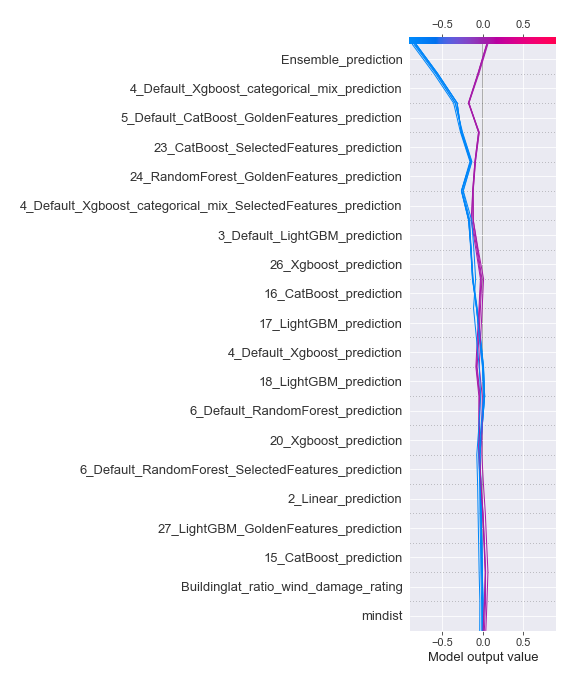 −0.5 0.0 0.5
Ensemble_prediction
4_Default_Xgboost_categorical_mix_prediction
5_Default_CatBoost_GoldenFeatures_prediction
23_CatBoost_SelectedFeatures_prediction
24_RandomForest_GoldenFeatures_prediction
4_Default_Xgboost_categorical_mix_SelectedFeatures_prediction
3_Default_LightGBM_prediction
26_Xgboost_prediction
16_CatBoost_prediction
17_LightGBM_prediction
4_Default_Xgboost_prediction
18_LightGBM_prediction
6_Default_RandomForest_prediction
20_Xgboost_prediction
6_Default_RandomForest_SelectedFeatures_prediction
2_Linear_prediction
27_LightGBM_GoldenFeatures_prediction
15_CatBoost_prediction
Buildinglat_ratio_wind_damage_rating
mindist
−0.5 0.0 0.5
Model output value